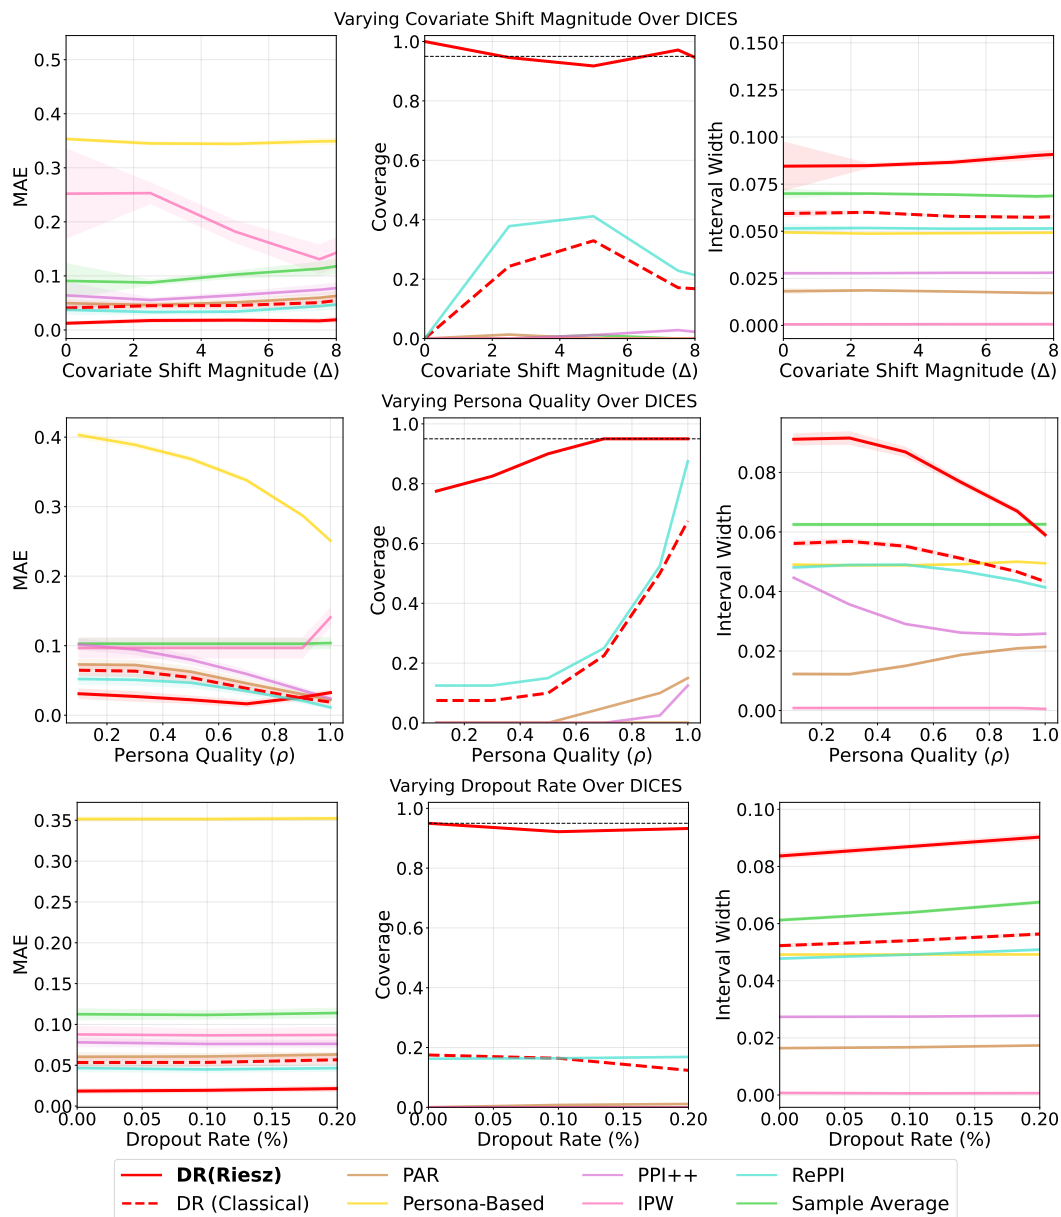 Varying Covariate Shift Magnitude Over DICES
MAE
0.5
0.4
0.3
0.2
0.1
0.0
0 2 4 6 8
Covariate Shift Magnitude (Δ)
Coverage
1.0
0.8
0.6
0.4
0.2
0.0
0 2 4 6 8
Covariate Shift Magnitude (Δ)
Interval Width
0.150
0.125
0.100
0.075
0.050
0.025
0.000
0 2 4 6 8
Covariate Shift Magnitude (Δ)
Varying Persona Quality Over DICES
MAE
0.4
0.3
0.2
0.1
0.0
0.2 0.4 0.6 0.8 1.0
Persona Quality (ρ)
Coverage
1.0
0.8
0.6
0.4
0.2
0.0
0.2 0.4 0.6 0.8 1.0
Persona Quality (ρ)
Interval Width
0.08
0.06
0.04
0.02
0.00
0.2 0.4 0.6 0.8 1.0
Persona Quality (ρ)
Varying Dropout Rate Over DICES
MAE
0.35
0.30
0.25
0.20
0.15
0.10
0.05
0.00
0.00 0.05 0.10 0.15 0.20
Dropout Rate (%)
Coverage
1.0
0.8
0.6
0.4
0.2
0.0
0.00 0.05 0.10 0.15 0.20
Dropout Rate (%)
Interval Width
0.10
0.08
0.06
0.04
0.02
0.00
0.00 0.05 0.10 0.15 0.20
Dropout Rate (%)
DR(Riesz) PAR PPI++ RePPI
DR (Classical) Persona-Based IPW Sample Average